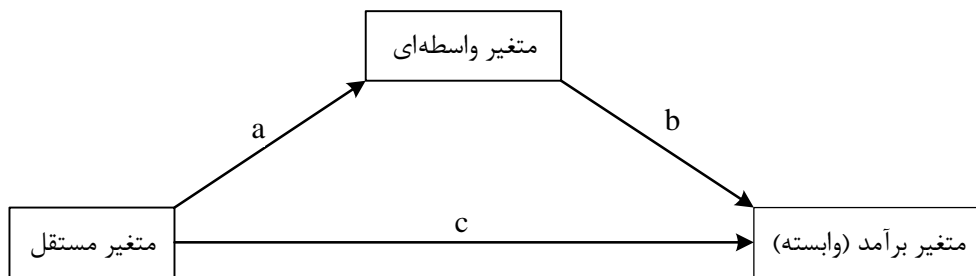 متغیر واسطه‌ای
a
b
متغیر مستقل
c
متغیر برآمد (وابسته)